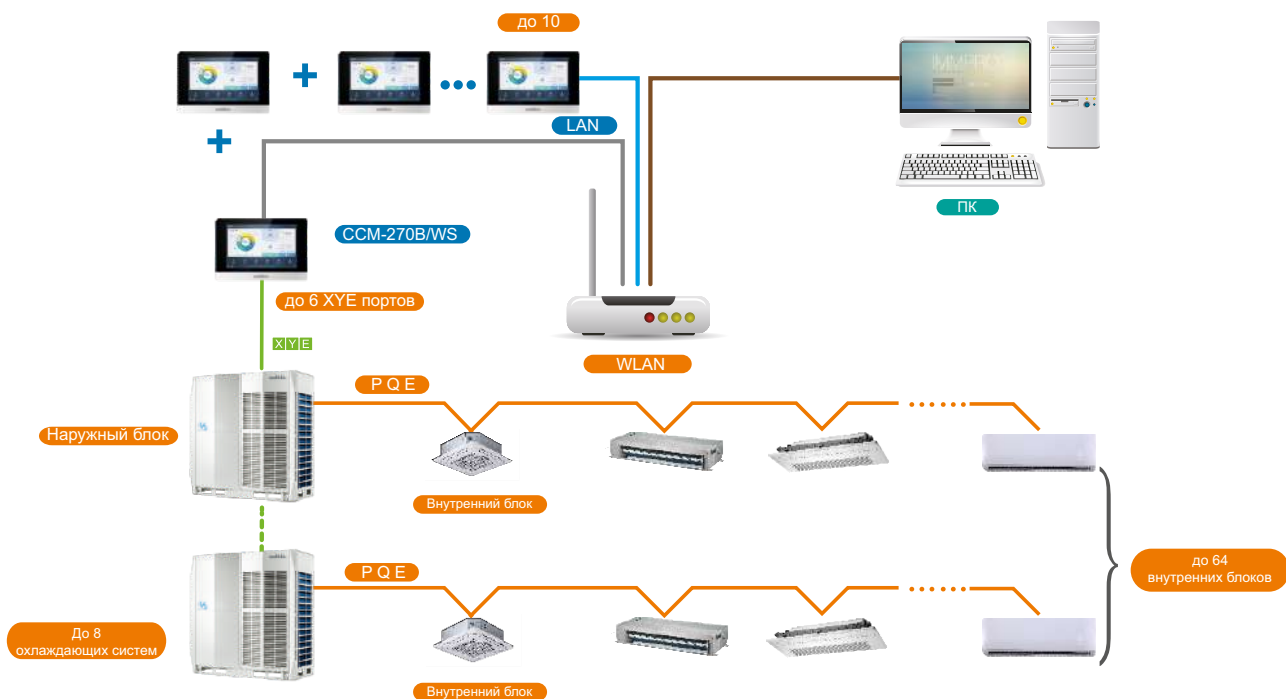 до 10
LAN
IMMPRO
ПК
CCM-270B/WS
до 6 XYE портов
X Y E
WLAN
P Q E
Наружный блок
Внутренний блок
до 64
внутренних блоков
P Q E
До 8
охлаждающих систем
Внутренний блок